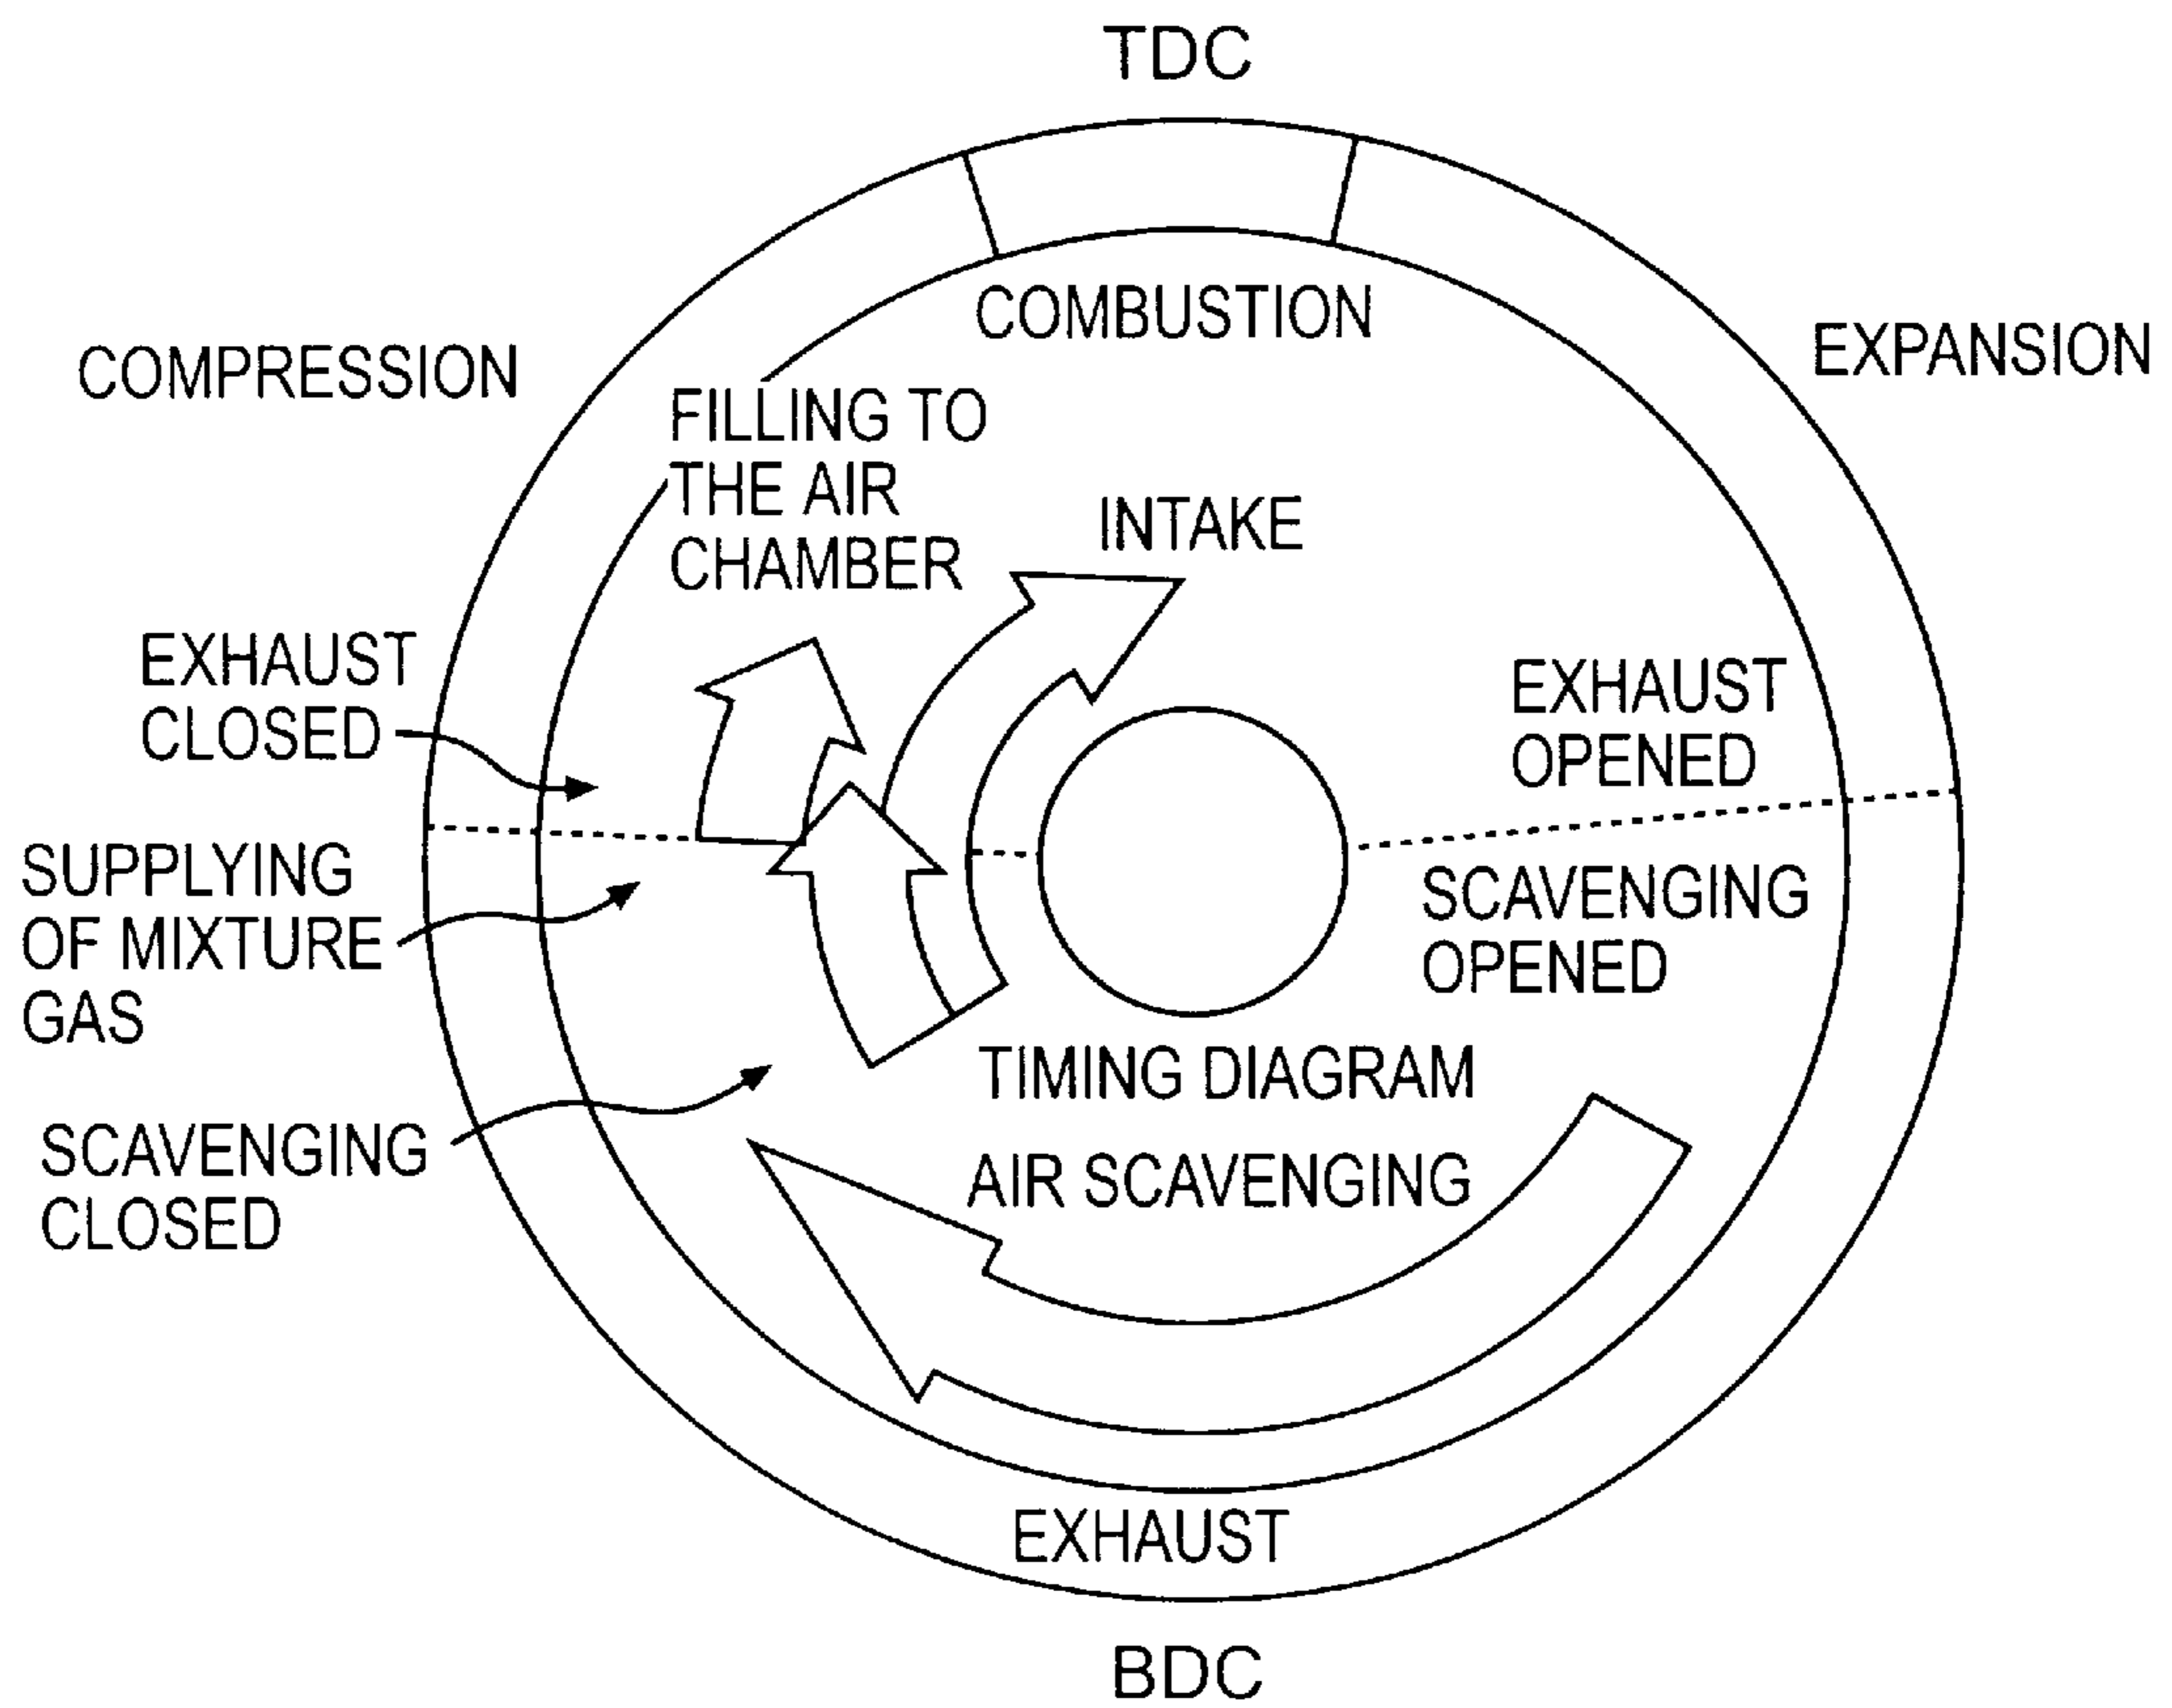 TDC
COMBUSTION
COMPRESSION
EXPANSION
FILLING TO
THE AIR
CHAMBER
INTAKE
EXHAUST
CLOSED
EXHAUST
OPENED
SUPPLYING
OF MIXTURE
GAS
SCAVENGING
OPENED
TIMING DIAGRAM
SCAVENGING
CLOSED
AIR SCAVENGING
EXHAUST
BDC